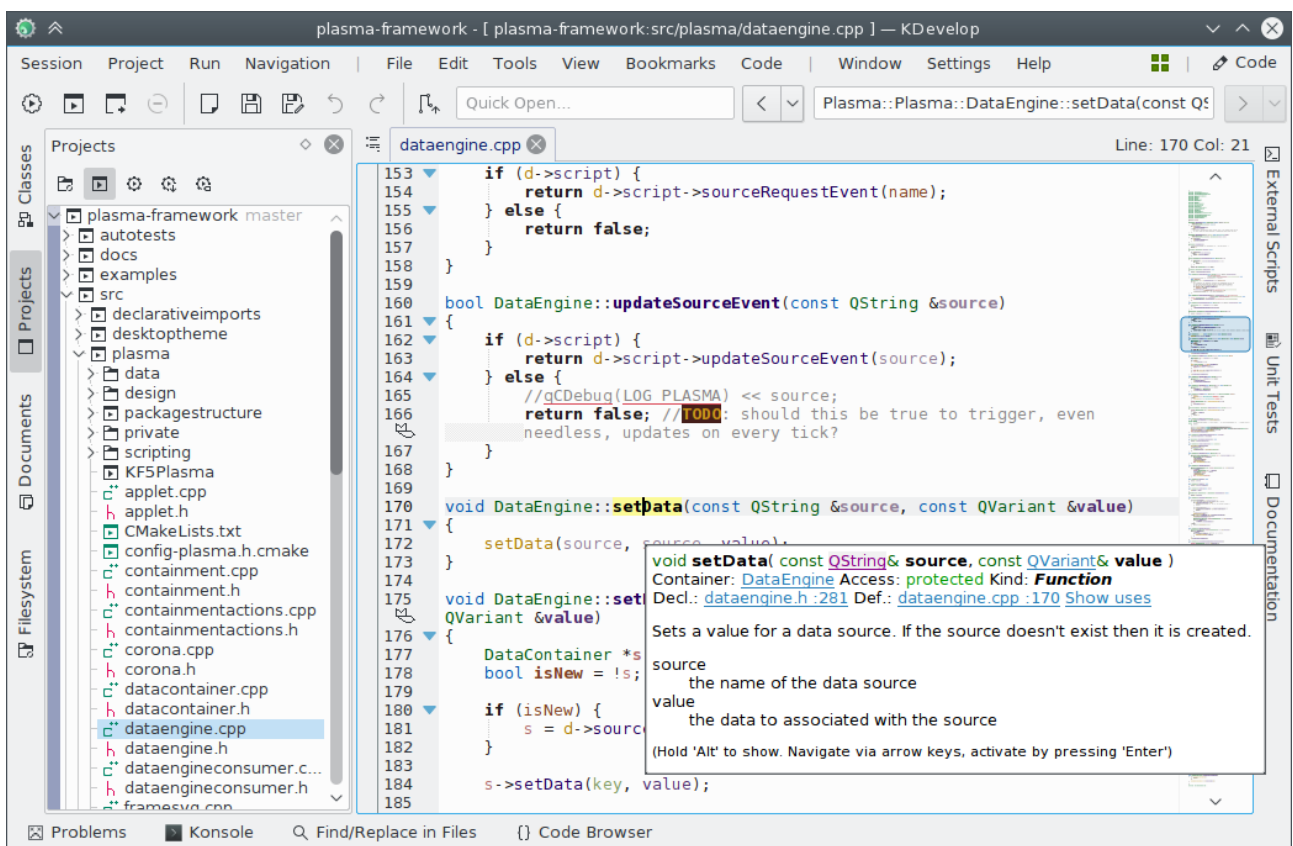 plasma-framework - [ plasma-framework:src/plasma/dataengine.cpp ] — KDevelop
Session Project Run Navigation | File Edit Tools View Bookmarks Code | Window Settings Help | Code
Quick Open...
Plasma::Plasma::DataEngine::setData(const QS
Classes
Projects
Documents
Filesystem
Projects
plasma-framework master
autotests
docs
examples
src
declarativeimports
desktoptheme
plasma
data
design
packagestructure
private
scripting
KF5Plasma
applet.cpp
applet.h
CMakeLists.txt
config-plasma.h.cmake
containment.cpp
containment.h
containmentactions.cpp
containmentactions.h
corona.cpp
corona.h
datacontainer.cpp
datacontainer.h
dataengine.cpp
dataengine.h
dataengineconsumer.c...
dataengineconsumer.h
framesvg.cpp
dataengine.cpp
Line: 170 Col: 21
153 if (d->script) {
154 return d->script->sourceRequestEvent(name);
155 } else {
156 return false;
157 }
158 }
159
160 bool DataEngine::updateSourceEvent(const QString &source)
161 {
162 if (d->script) {
163 return d->script->updateSourceEvent(source);
164 } else {
165 //qCDebug(LOG_PLASMA) << source;
166 return false; //TODO: should this be true to trigger, even
needless, updates on every tick?
167 }
168 }
169
170 void DataEngine::setData(const QString &source, const QVariant &value)
171 {
172 setData(source, source, value);
173 }
174
175 void DataEngine::set
QVariant &value)
176 {
177 DataContainer *s
178 bool isNew = !s;
179
180 if (isNew) {
181 s = d->sourc
182 }
183
184 s->setData(key, value);
185
void setData( const QString& source, const QVariant& value )
Container: DataEngine Access: protected Kind: Function
Decl.: dataengine.h :281 Def.: dataengine.cpp :170 Show uses
Sets a value for a data source. If the source doesn't exist then it is created.
source
the name of the data source
value
the data to associated with the source
(Hold 'Alt' to show. Navigate via arrow keys, activate by pressing 'Enter')
External Scripts
Unit Tests
Documentation
Problems Konsole Find/Replace in Files {} Code Browser